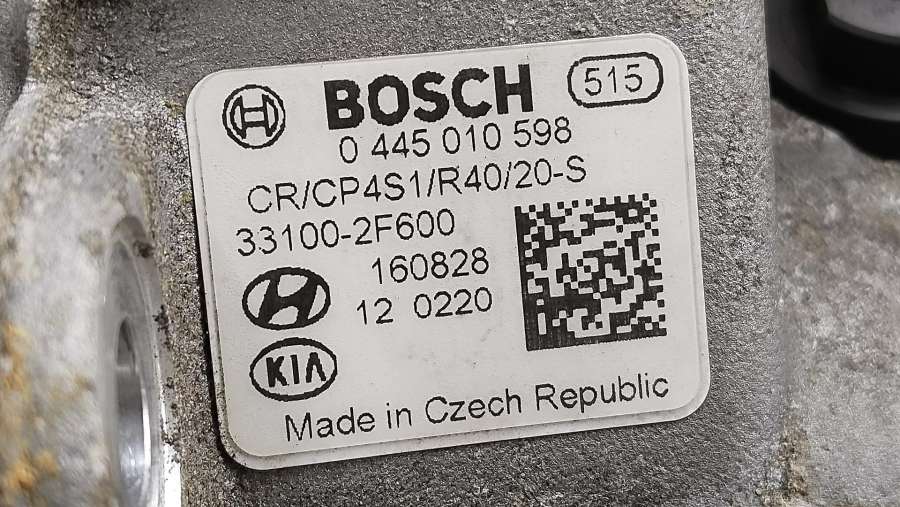 BOSCH 515
0 445 010 598
CR/CP4S1/R40/20-S
33100-2F600
160828
12 0220
KIA
Made in Czech Republic